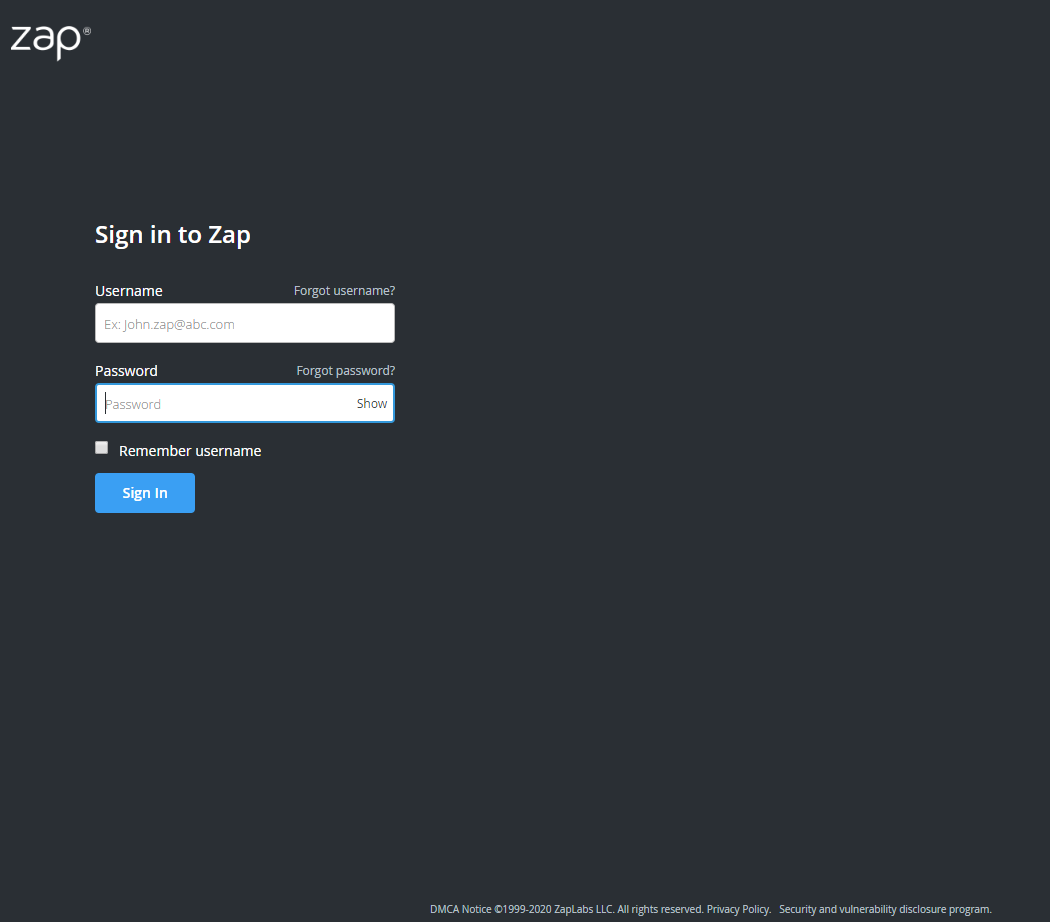 zap®
Sign in to Zap
Username Forgot username?
Ex: John.zap@abc.com
Password Forgot password?
Password Show
Remember username
Sign In
DMCA Notice ©1999-2020 ZapLabs LLC. All rights reserved. Privacy Policy. Security and vulnerability disclosure program.